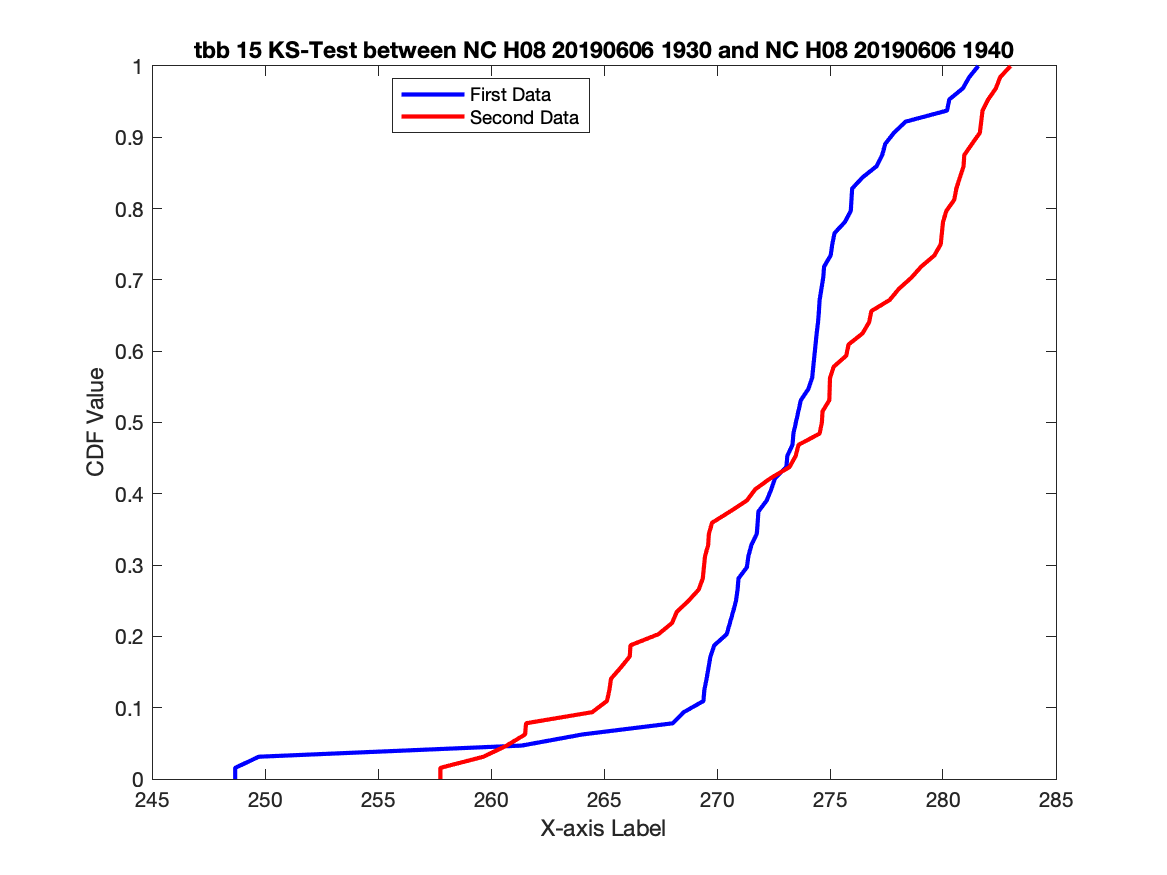 tbb 15 KS-Test between NC H08 20190606 1930 and NC H08 20190606 1940
First Data
Second Data
1
0.9
0.8
0.7
0.6
0.5
0.4
0.3
0.2
0.1
0
CDF Value
245 250 255 260 265 270 275 280 285
X-axis Label